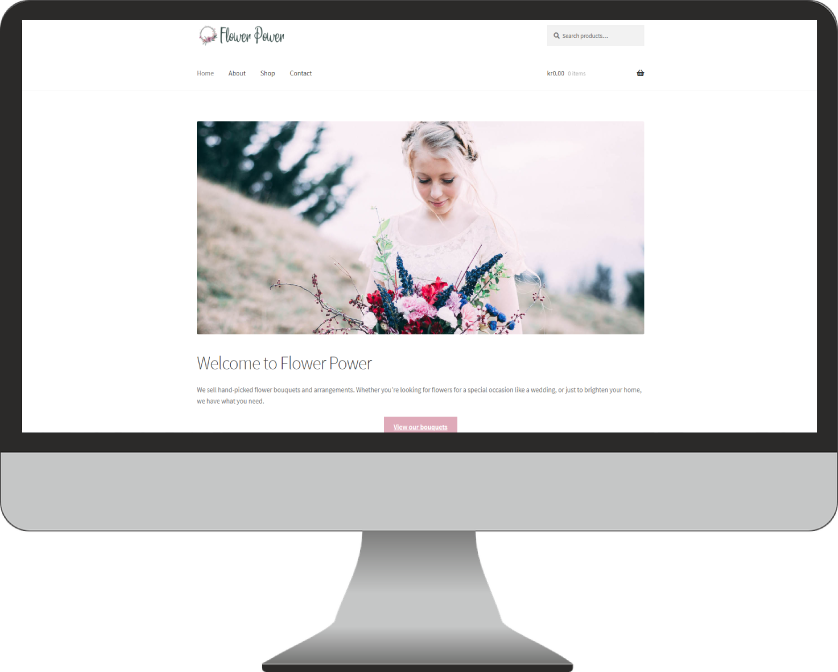 Flower Power
Search products...
Home About Shop Contact
kr0.00 0 items
Welcome to Flower Power
We sell hand-picked flower bouquets and arrangements. Whether you're looking for flowers for a special occasion like a wedding, or just to brighten your home,
we have what you need.
View our bouquets